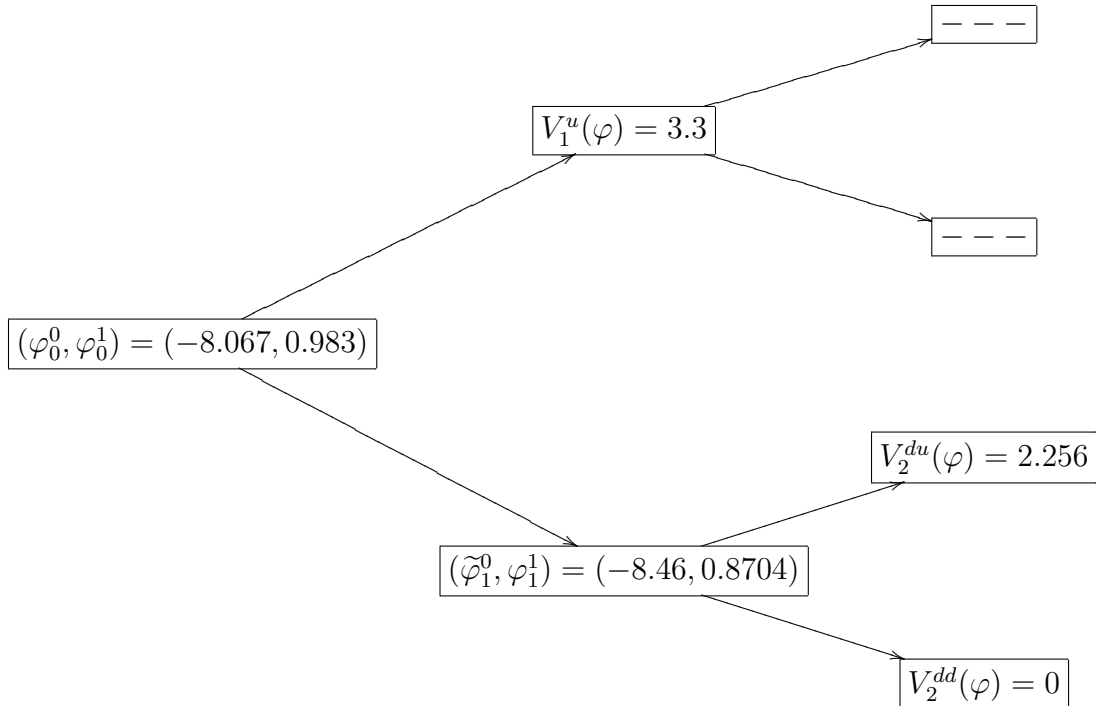 − − −
V_1^u(φ) = 3.3
− − −
(φ_0^0, φ_0^1) = (−8.067, 0.983)
V_2^{du}(φ) = 2.256
(φ̃_1^0, φ_1^1) = (−8.46, 0.8704)
V_2^{dd}(φ) = 0